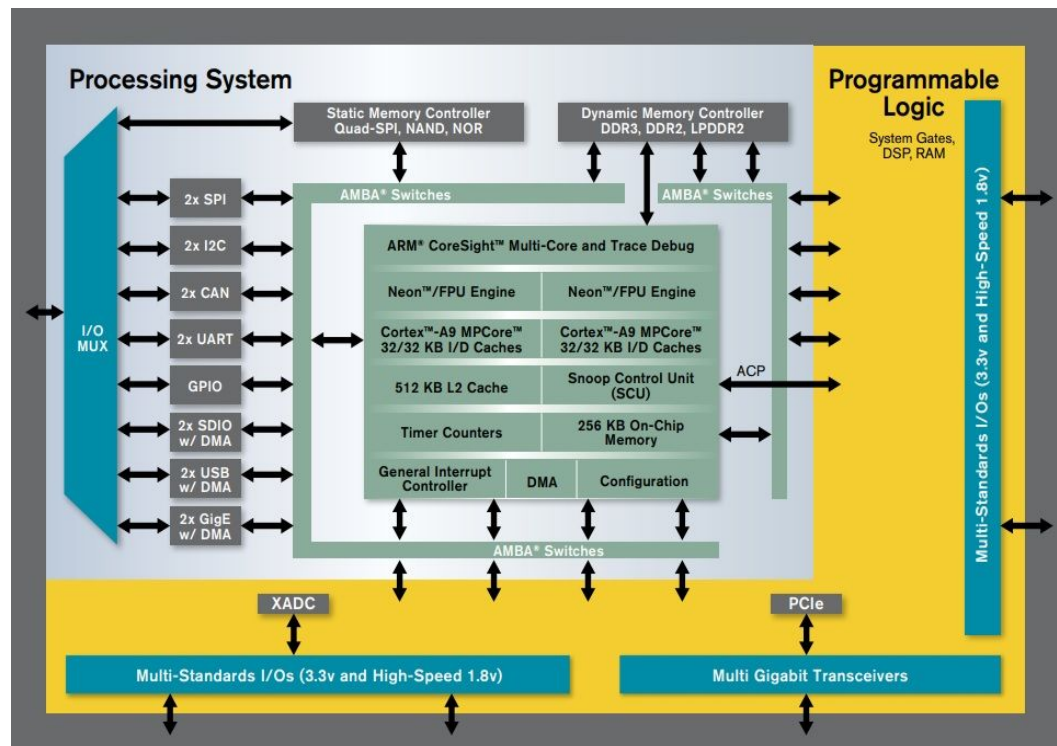 Processing System
Programmable
Logic
System Gates,
DSP, RAM
Static Memory Controller
Quad-SPI, NAND, NOR
Dynamic Memory Controller
DDR3, DDR2, LPDDR2
AMBA® Switches
AMBA® Switches
I/O
MUX
2x SPI
2x I2C
2x CAN
2x UART
GPIO
2x SDIO
w/ DMA
2x USB
w/ DMA
2x GigE
w/ DMA
ARM® CoreSight™ Multi-Core and Trace Debug
Neon™/FPU Engine
Neon™/FPU Engine
Cortex™-A9 MPCore™
32/32 KB I/D Caches
Cortex™-A9 MPCore™
32/32 KB I/D Caches
512 KB L2 Cache
Snoop Control Unit
(SCU)
ACP
Timer Counters
256 KB On-Chip
Memory
General Interrupt
Controller
DMA
Configuration
AMBA® Switches
Multi-Standards I/Os (3.3v and High-Speed 1.8v)
XADC
PCIe
Multi-Standards I/Os (3.3v and High-Speed 1.8v)
Multi Gigabit Transceivers